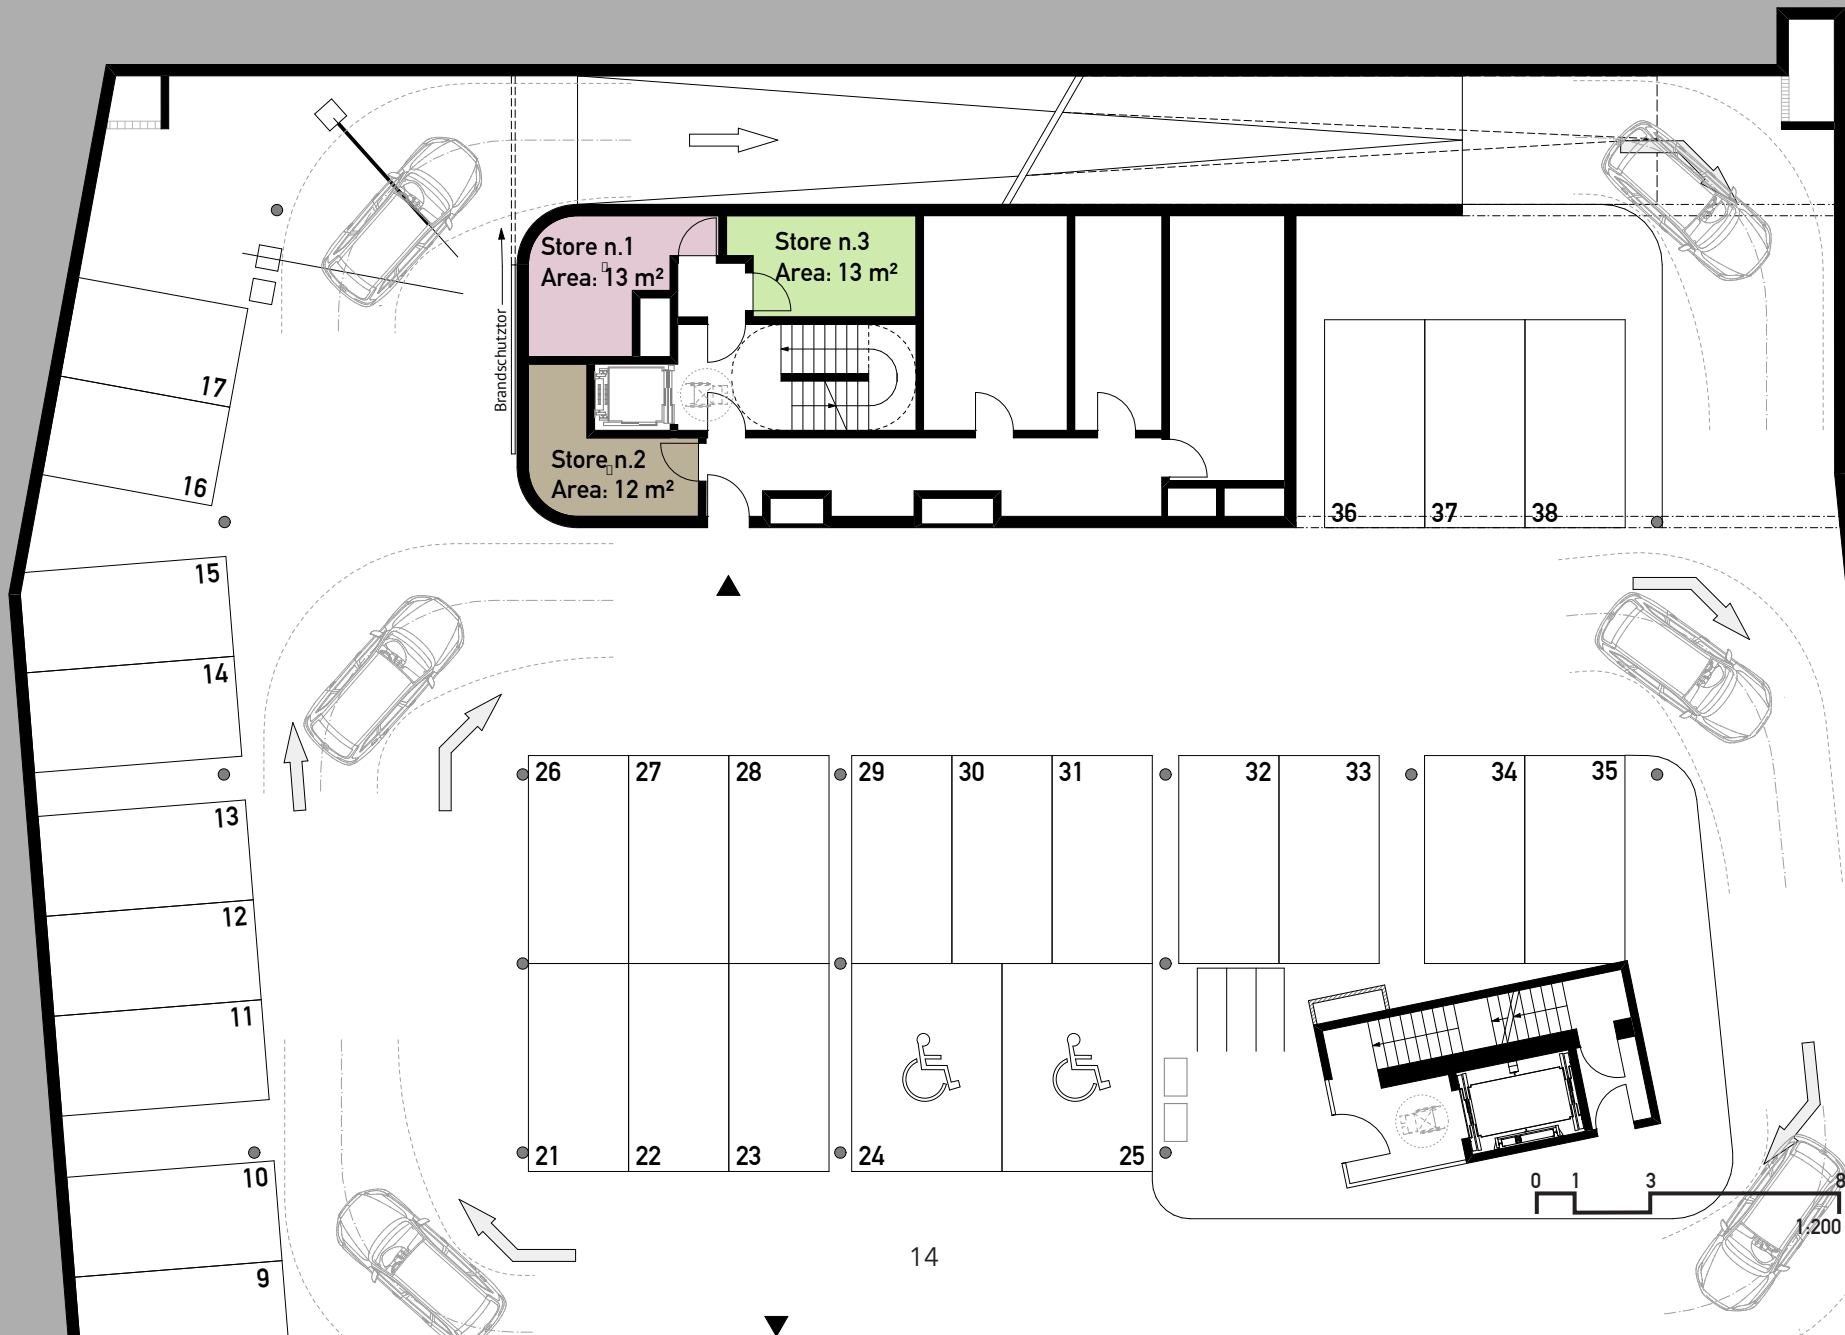 Store n.1
Area: 13 m²
Store n.3
Area: 13 m²
Brandschutztor
17
16
Store n.2
Area: 12 m²
36 37 38
15
14
13
12
11
10
9
26 27 28 29 30 31 32 33 34 35
21 22 23 24 25
0 1 3 8
1:200
14